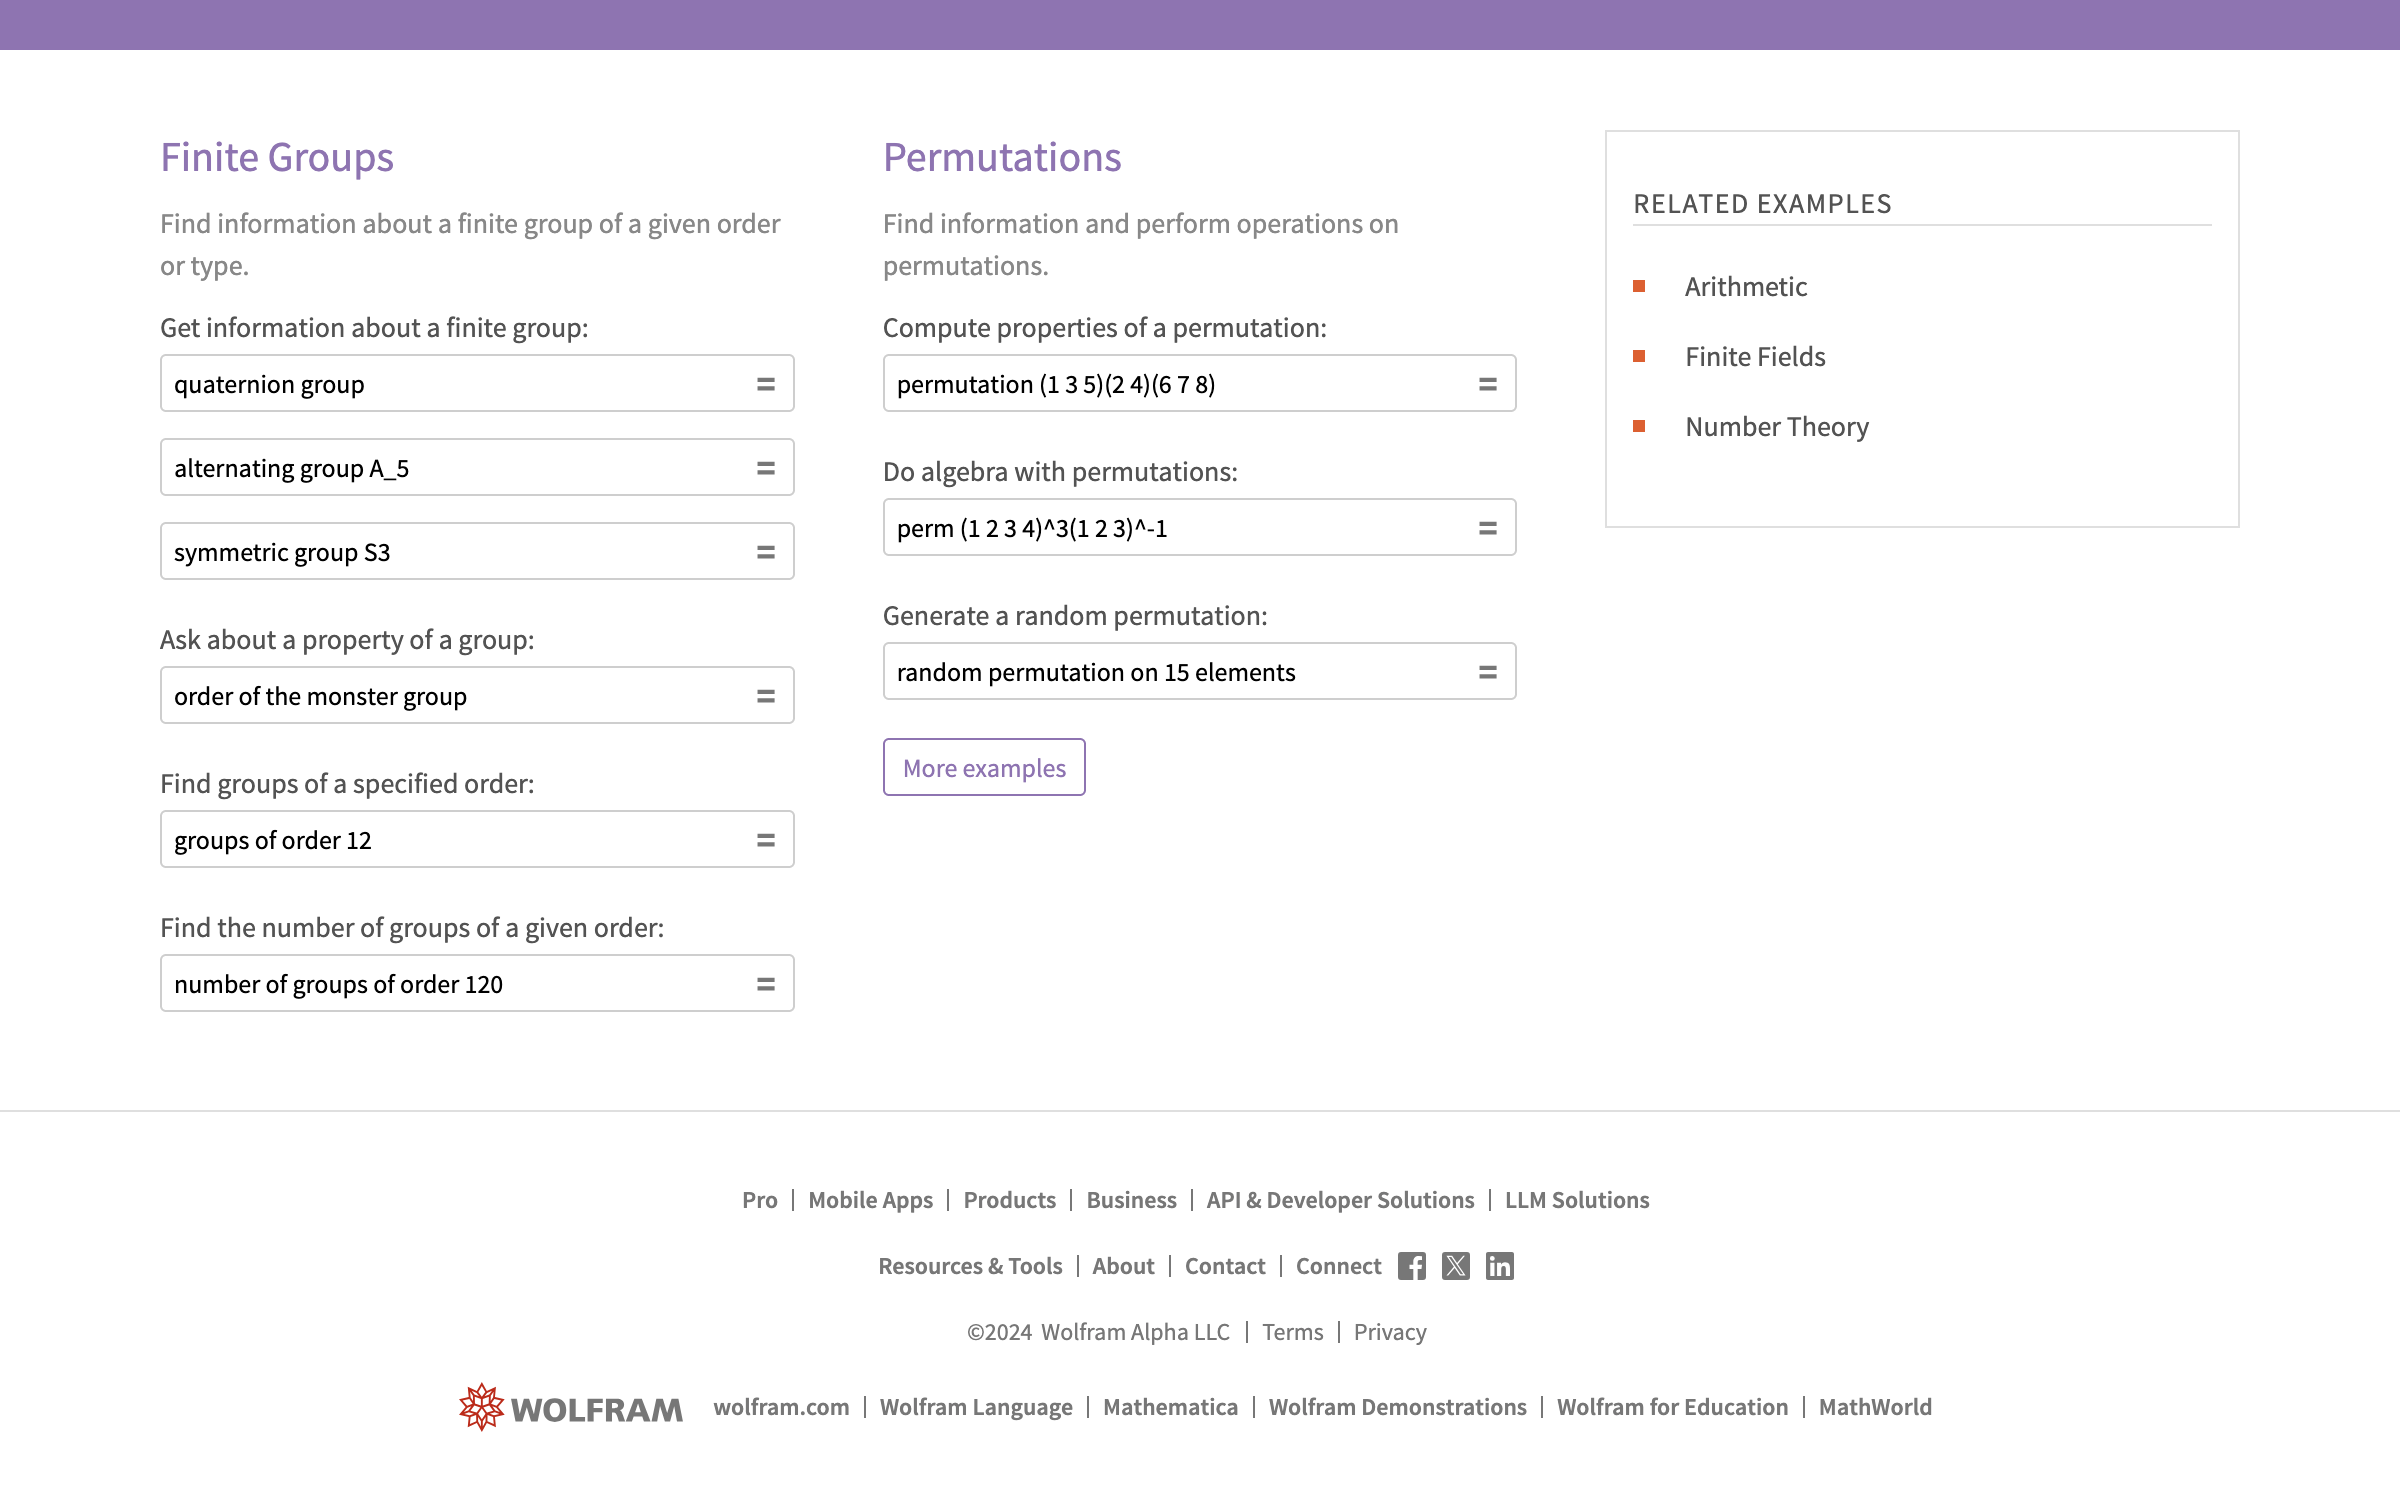 Finite Groups
Find information about a finite group of a given order
or type.
Get information about a finite group:
quaternion group =
alternating group A_5 =
symmetric group S3 =
Ask about a property of a group:
order of the monster group =
Find groups of a specified order:
groups of order 12 =
Find the number of groups of a given order:
number of groups of order 120 =
Permutations
Find information and perform operations on
permutations.
Compute properties of a permutation:
permutation (1 3 5)(2 4)(6 7 8) =
Do algebra with permutations:
perm (1 2 3 4)^3(1 2 3)^-1 =
Generate a random permutation:
random permutation on 15 elements =
More examples
RELATED EXAMPLES
Arithmetic
Finite Fields
Number Theory
Pro | Mobile Apps | Products | Business | API & Developer Solutions | LLM Solutions
Resources & Tools | About | Contact | Connect
©2024 Wolfram Alpha LLC | Terms | Privacy
WOLFRAM wolfram.com | Wolfram Language | Mathematica | Wolfram Demonstrations | Wolfram for Education | MathWorld